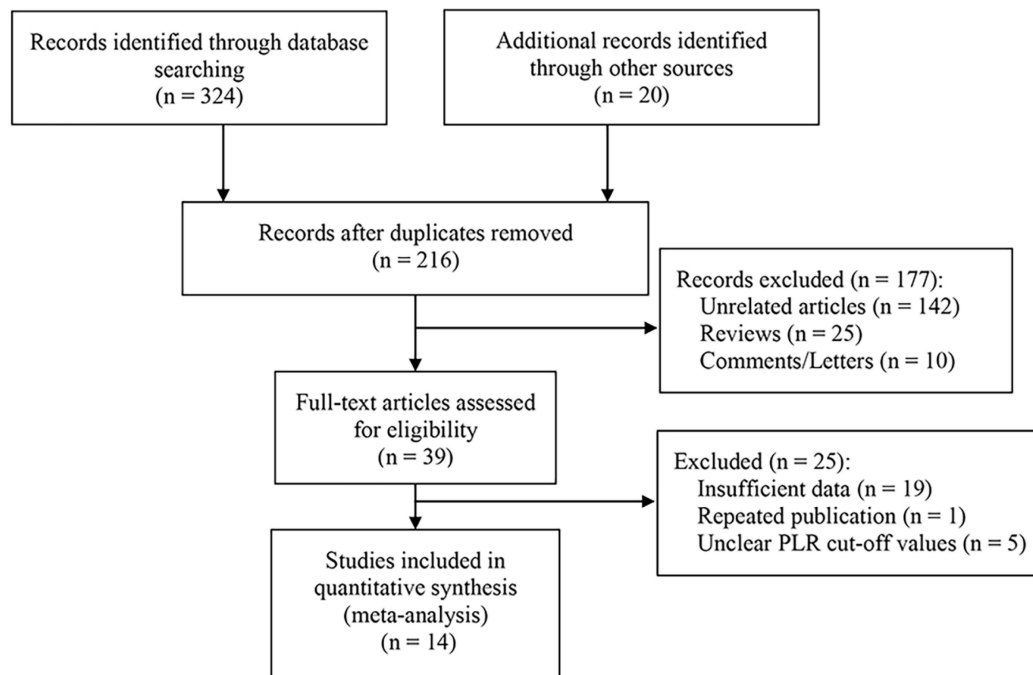 Records identified through database
searching
(n = 324)
Additional records identified
through other sources
(n = 20)
Records after duplicates removed
(n = 216)
Records excluded (n = 177):
Unrelated articles (n = 142)
Reviews (n = 25)
Comments/Letters (n = 10)
Full-text articles assessed
for eligibility
(n = 39)
Excluded (n = 25):
Insufficient data (n = 19)
Repeated publication (n = 1)
Unclear PLR cut-off values (n = 5)
Studies included in
quantitative synthesis
(meta-analysis)
(n = 14)